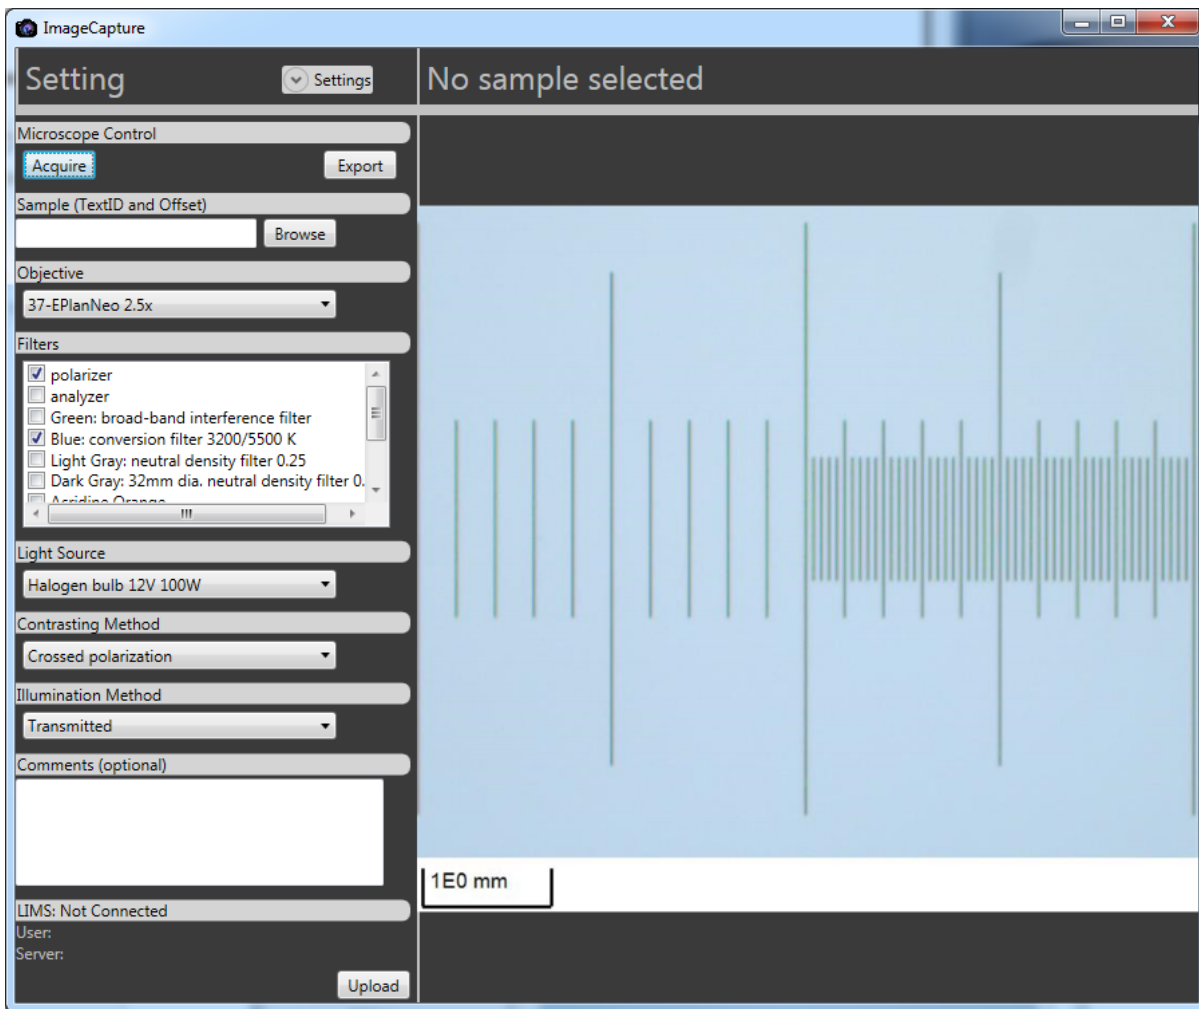 ImageCapture
Setting
Settings
No sample selected
Microscope Control
Acquire
Export
Sample (TextID and Offset)
Browse
Objective
37-EPlanNeo 2.5x
Filters
polarizer
analyzer
Green: broad-band interference filter
Blue: conversion filter 3200/5500 K
Light Gray: neutral density filter 0.25
Dark Gray: 32mm dia. neutral density filter 0.
Acridine Orange
Light Source
Halogen bulb 12V 100W
Contrasting Method
Crossed polarization
Illumination Method
Transmitted
Comments (optional)
1E0 mm
LIMS: Not Connected
User:
Server:
Upload